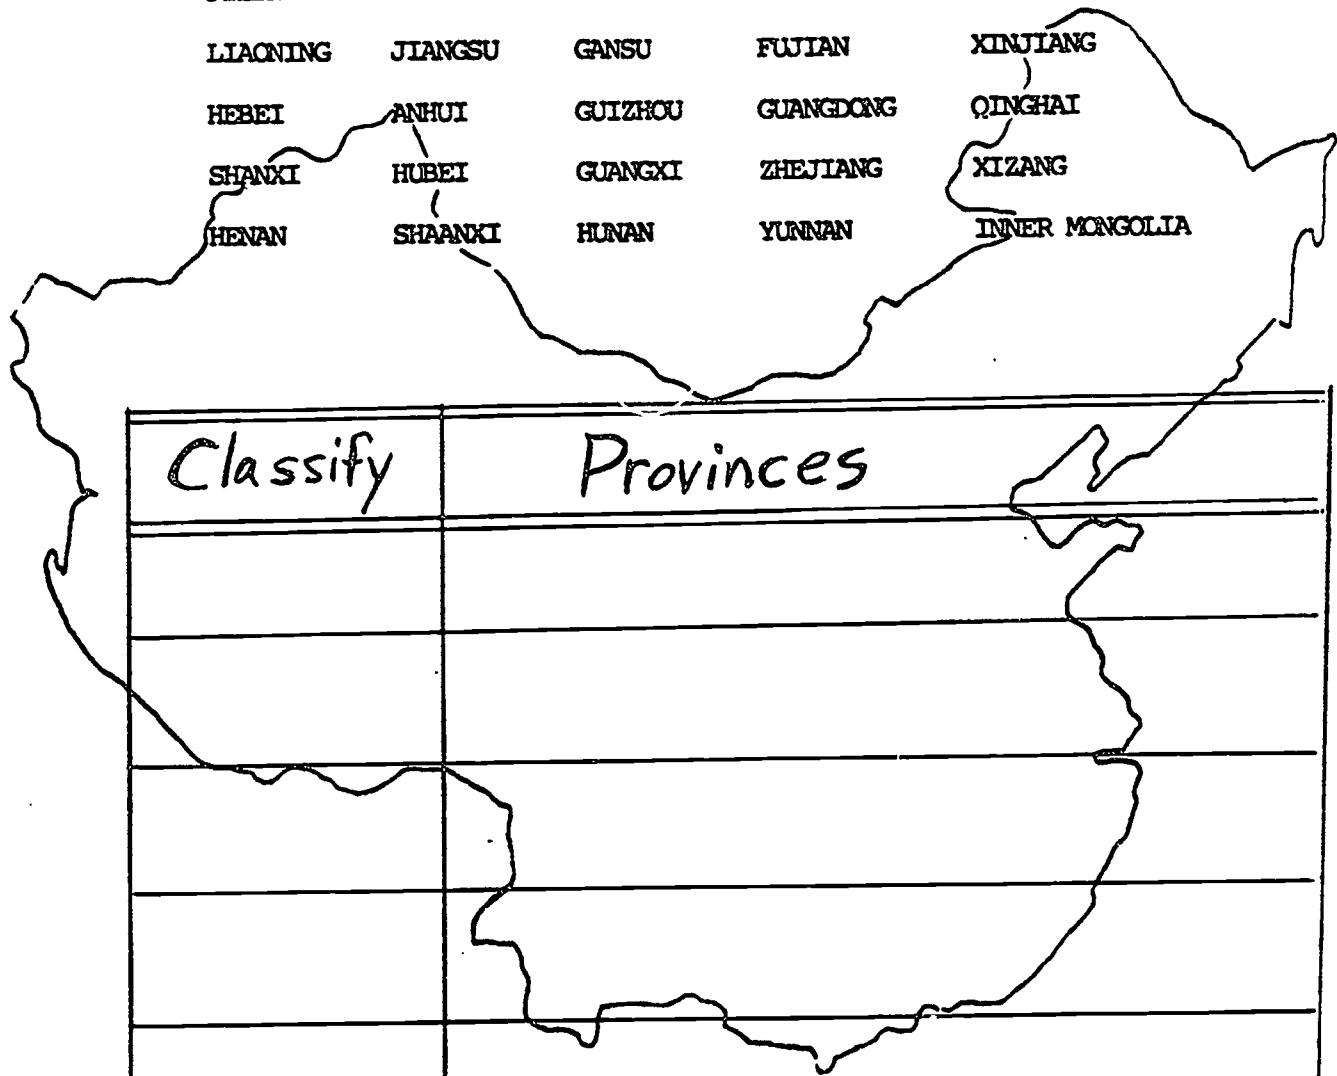 LIAONING JIANGSU GANSU FUJIAN XINJIANG
HEBEI ANHUI GUIZHOU GUANGDONG QINGHAI
SHANXI HUBEI GUANGXI ZHEJIANG XIZANG
HENAN SHAANXI HUNAN YUNNAN INNER MONGOLIA
Classify Provinces